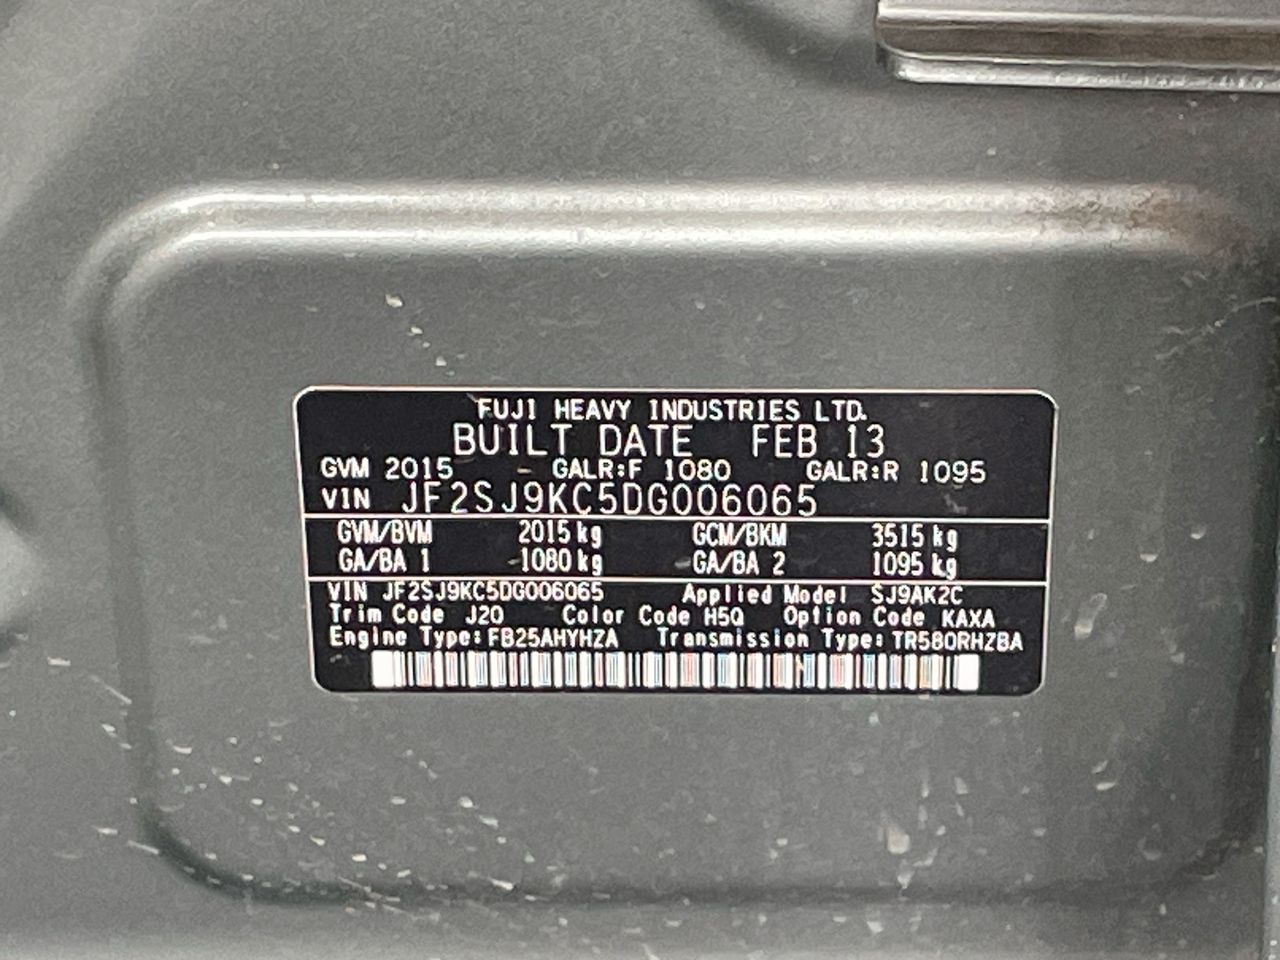 FUJI HEAVY INDUSTRIES LTD.
BUILT DATE FEB 13
GVM 2015 GALR:F 1080 GALR:R 1095
VIN JF2SJ9KC5DG006065
GVM/BVM 2015 kg GCM/BKM 3515 kg
GA/BA 1 1080 kg GA/BA 2 1095 kg
VIN JF2SJ9KC5DG006065 Applied Model SJ9AK2C
Trim Code J20 Color Code H5Q Option Code KAXA
Engine Type: FB25AHYHZA Transmission Type: TR580RHZBA